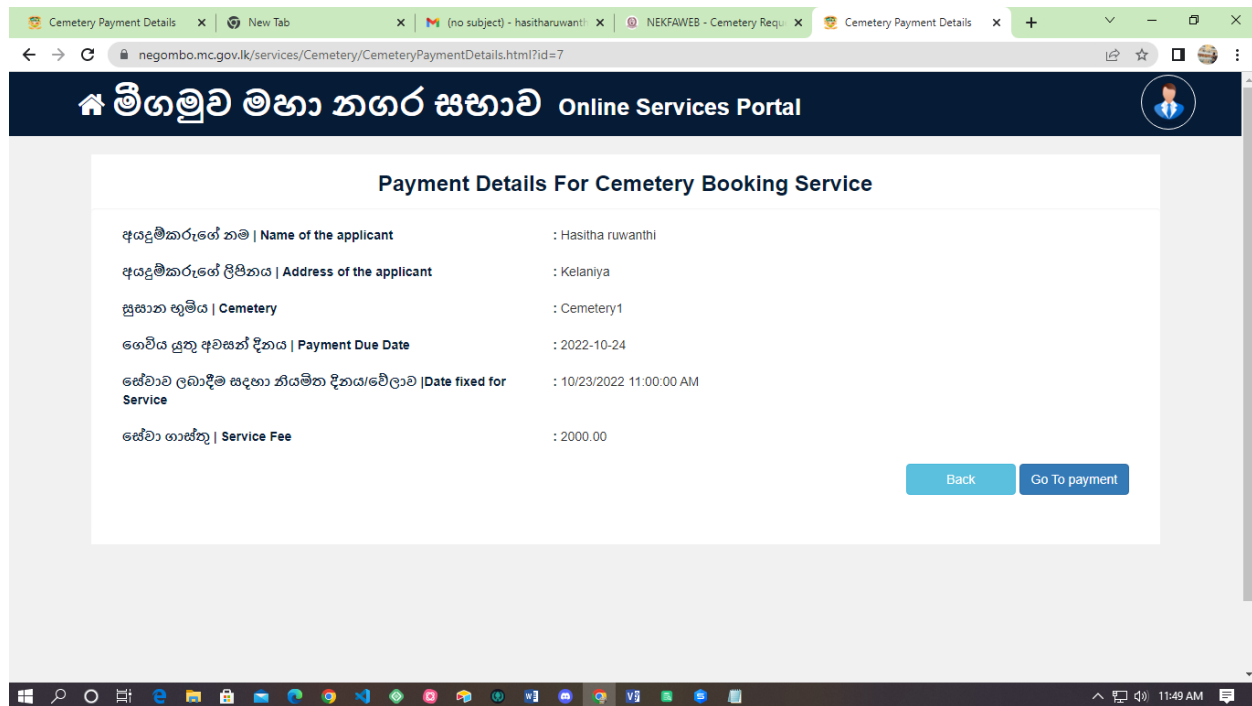 Cemetery Payment Details
New Tab
(no subject) - hasitharuwanth
NEKFAWEB - Cemetery Requ
Cemetery Payment Details
negombo.mc.gov.lk/services/Cemetery/CemeteryPaymentDetails.html?id=7
මීගමුව මහා නගර සභාව Online Services Portal
Payment Details For Cemetery Booking Service
අයදුම්කරුගේ නම | Name of the applicant : Hasitha ruwanthi
අයදුම්කරුගේ ලිපිනය | Address of the applicant : Kelaniya
සුසාන භූමිය | Cemetery : Cemetery1
ගෙවිය යුතු අවසන් දිනය | Payment Due Date : 2022-10-24
සේවාව ලබාදීම සදහා නියමිත දිනය/වේලාව |Date fixed for : 10/23/2022 11:00:00 AM
Service
සේවා ගාස්තු | Service Fee : 2000.00
Back Go To payment
11:49 AM